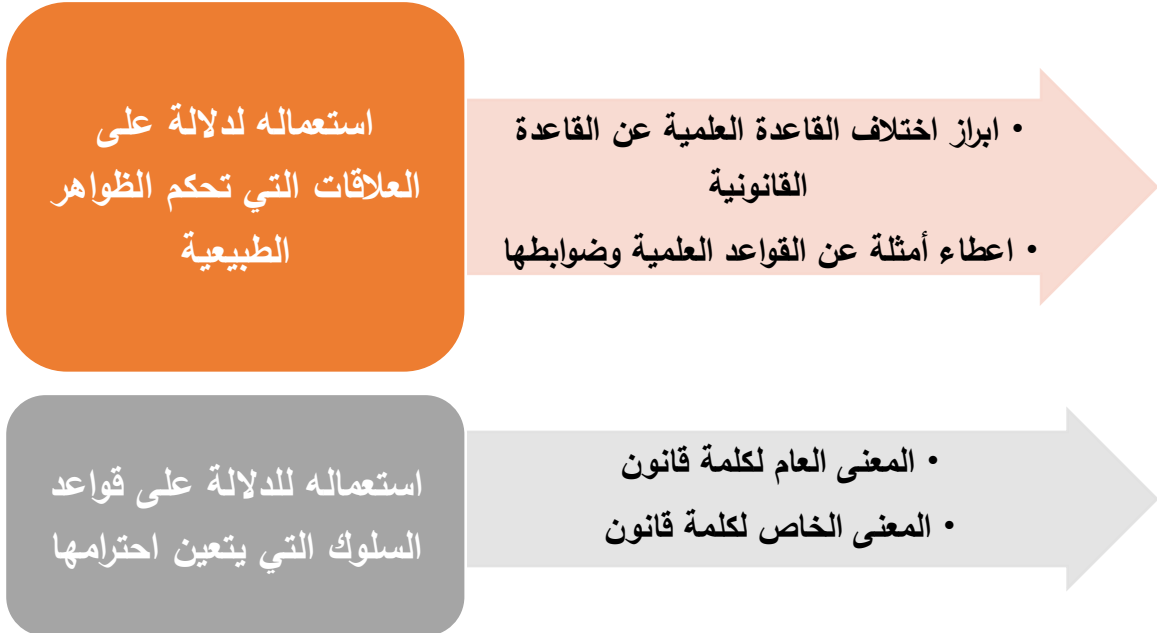 استعماله لدلالة على
العلاقات التي تحكم الظواهر
الطبيعية
• ابراز اختلاف القاعدة العلمية عن القاعدة
القانونية
• اعطاء أمثلة عن القواعد العلمية وضوابطها
استعماله للدلالة على قواعد
السلوك التي يتعين احترامها
• المعنى العام لكلمة قانون
• المعنى الخاص لكلمة قانون